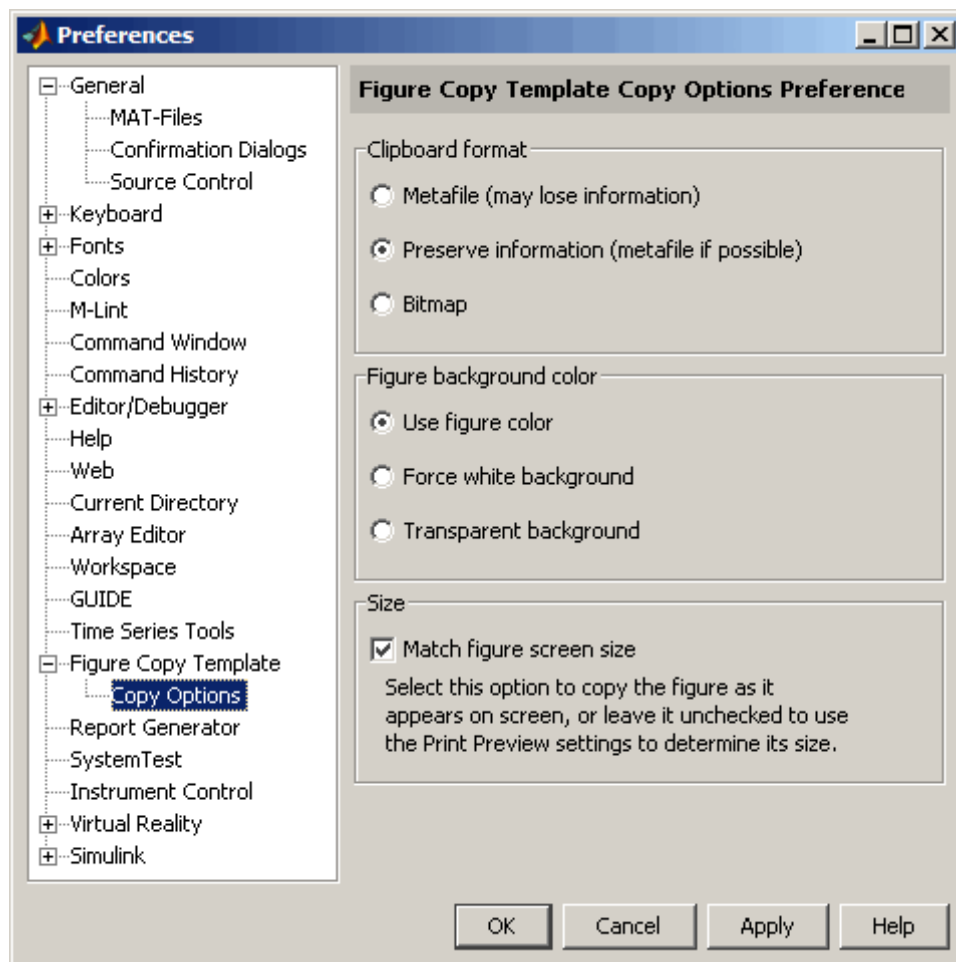 Preferences
General
MAT-Files
Confirmation Dialogs
Source Control
Keyboard
Fonts
Colors
M-Lint
Command Window
Command History
Editor/Debugger
Help
Web
Current Directory
Array Editor
Workspace
GUIDE
Time Series Tools
Figure Copy Template
Copy Options
Report Generator
SystemTest
Instrument Control
Virtual Reality
Simulink
Figure Copy Template Copy Options Preference
Clipboard format
Metafile (may lose information)
Preserve information (metafile if possible)
Bitmap
Figure background color
Use figure color
Force white background
Transparent background
Size
Match figure screen size
Select this option to copy the figure as it
appears on screen, or leave it unchecked to use
the Print Preview settings to determine its size.
OK
Cancel
Apply
Help